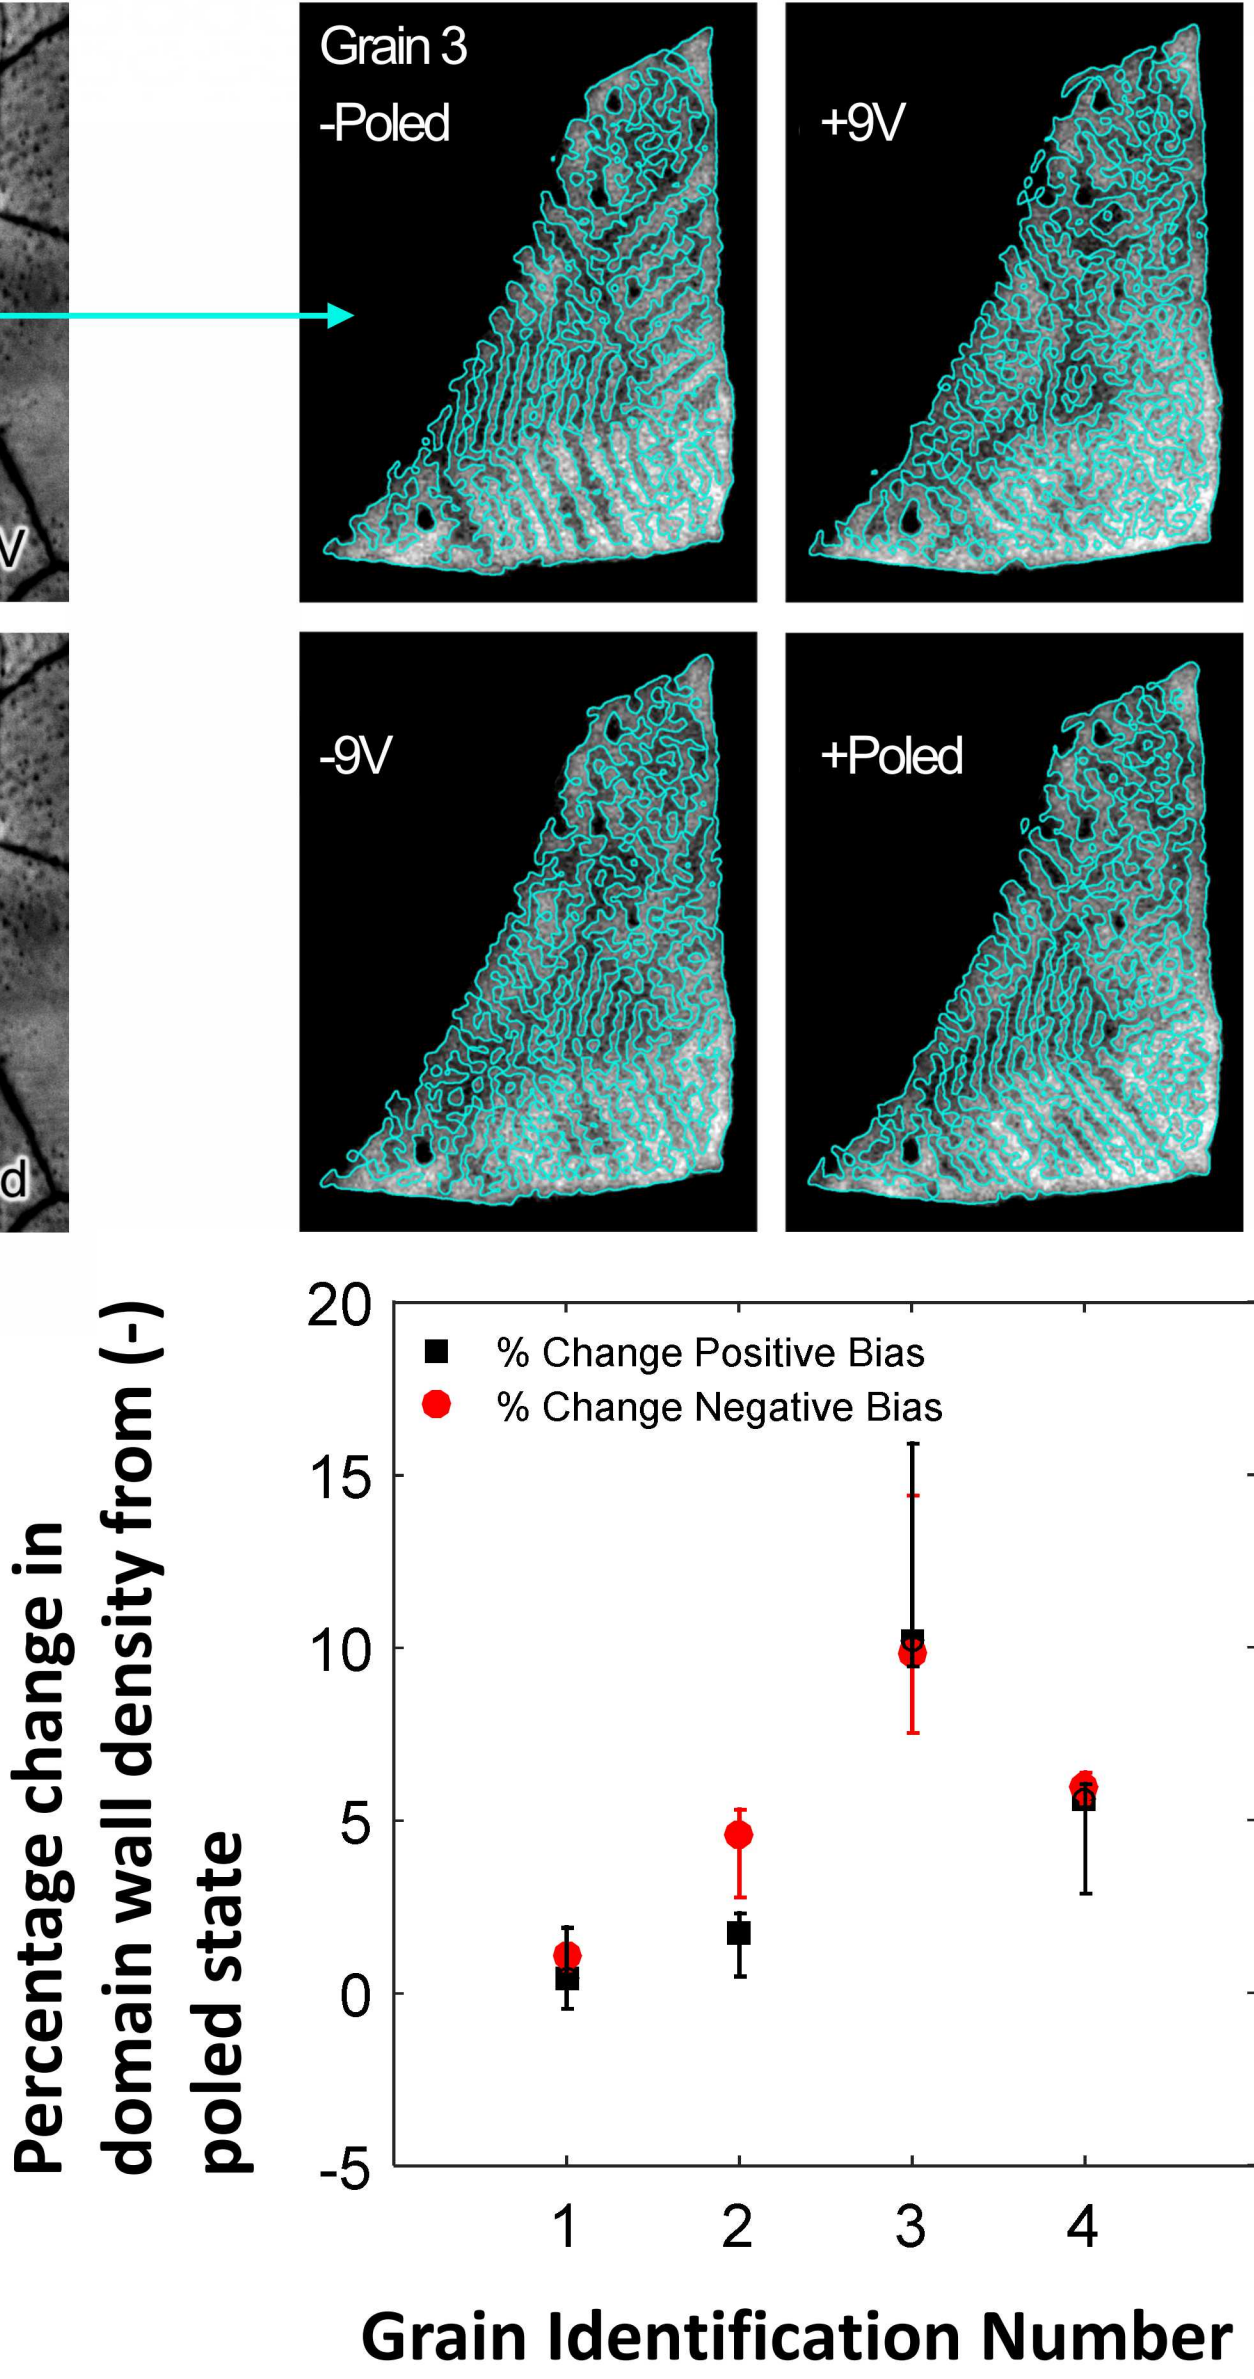 Grain 3
-Poled
+9V
V
-9V
+Poled
d
Percentage change in
domain wall density from (-)
poled state
20
15
10
5
0
-5
% Change Positive Bias
% Change Negative Bias
1 2 3 4
Grain Identification Number